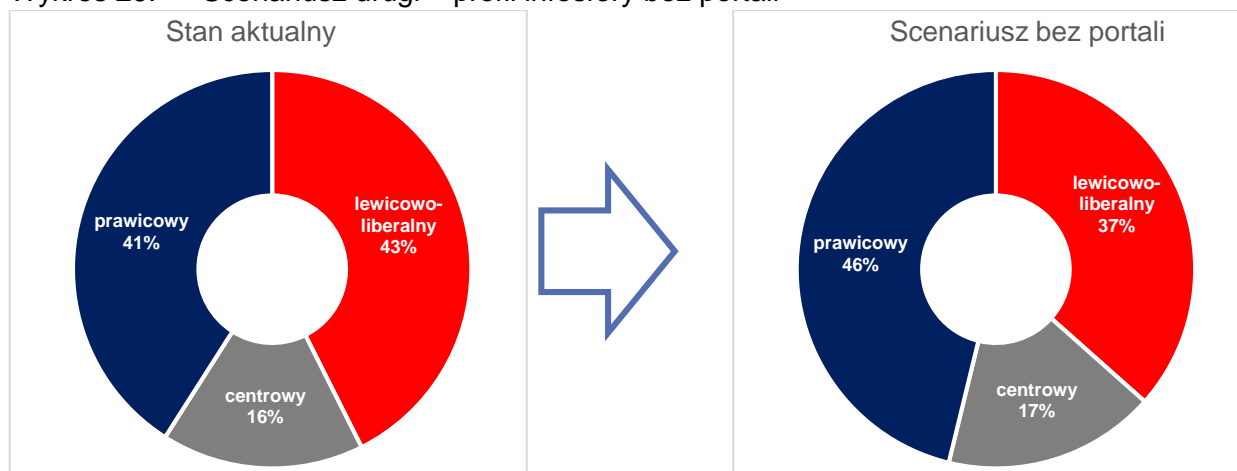 Stan aktualny
prawicowy
41%
lewicowo-
liberalny
43%
centrowy
16%
Scenariusz bez portali
prawicowy
46%
lewicowo-
liberalny
37%
centrowy
17%